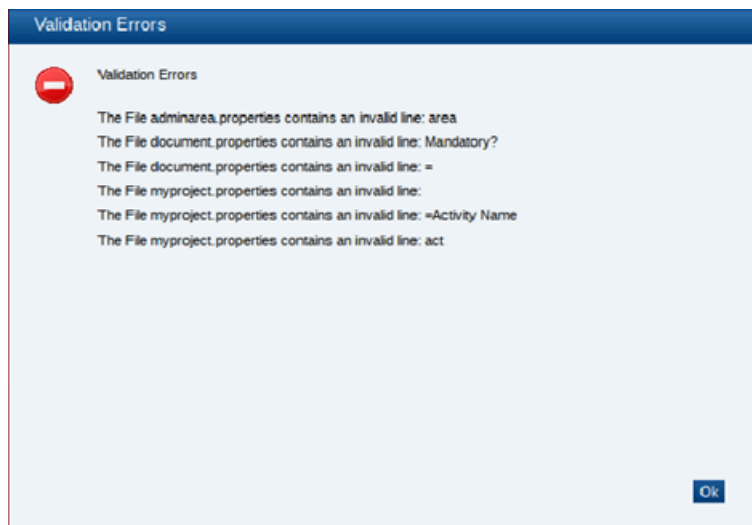 Validation Errors
Validation Errors
The File adminarea.properties contains an invalid line: area
The File document.properties contains an invalid line: Mandatory?
The File document.properties contains an invalid line: =
The File myproject.properties contains an invalid line:
The File myproject.properties contains an invalid line: =Activity Name
The File myproject.properties contains an invalid line: act
Ok